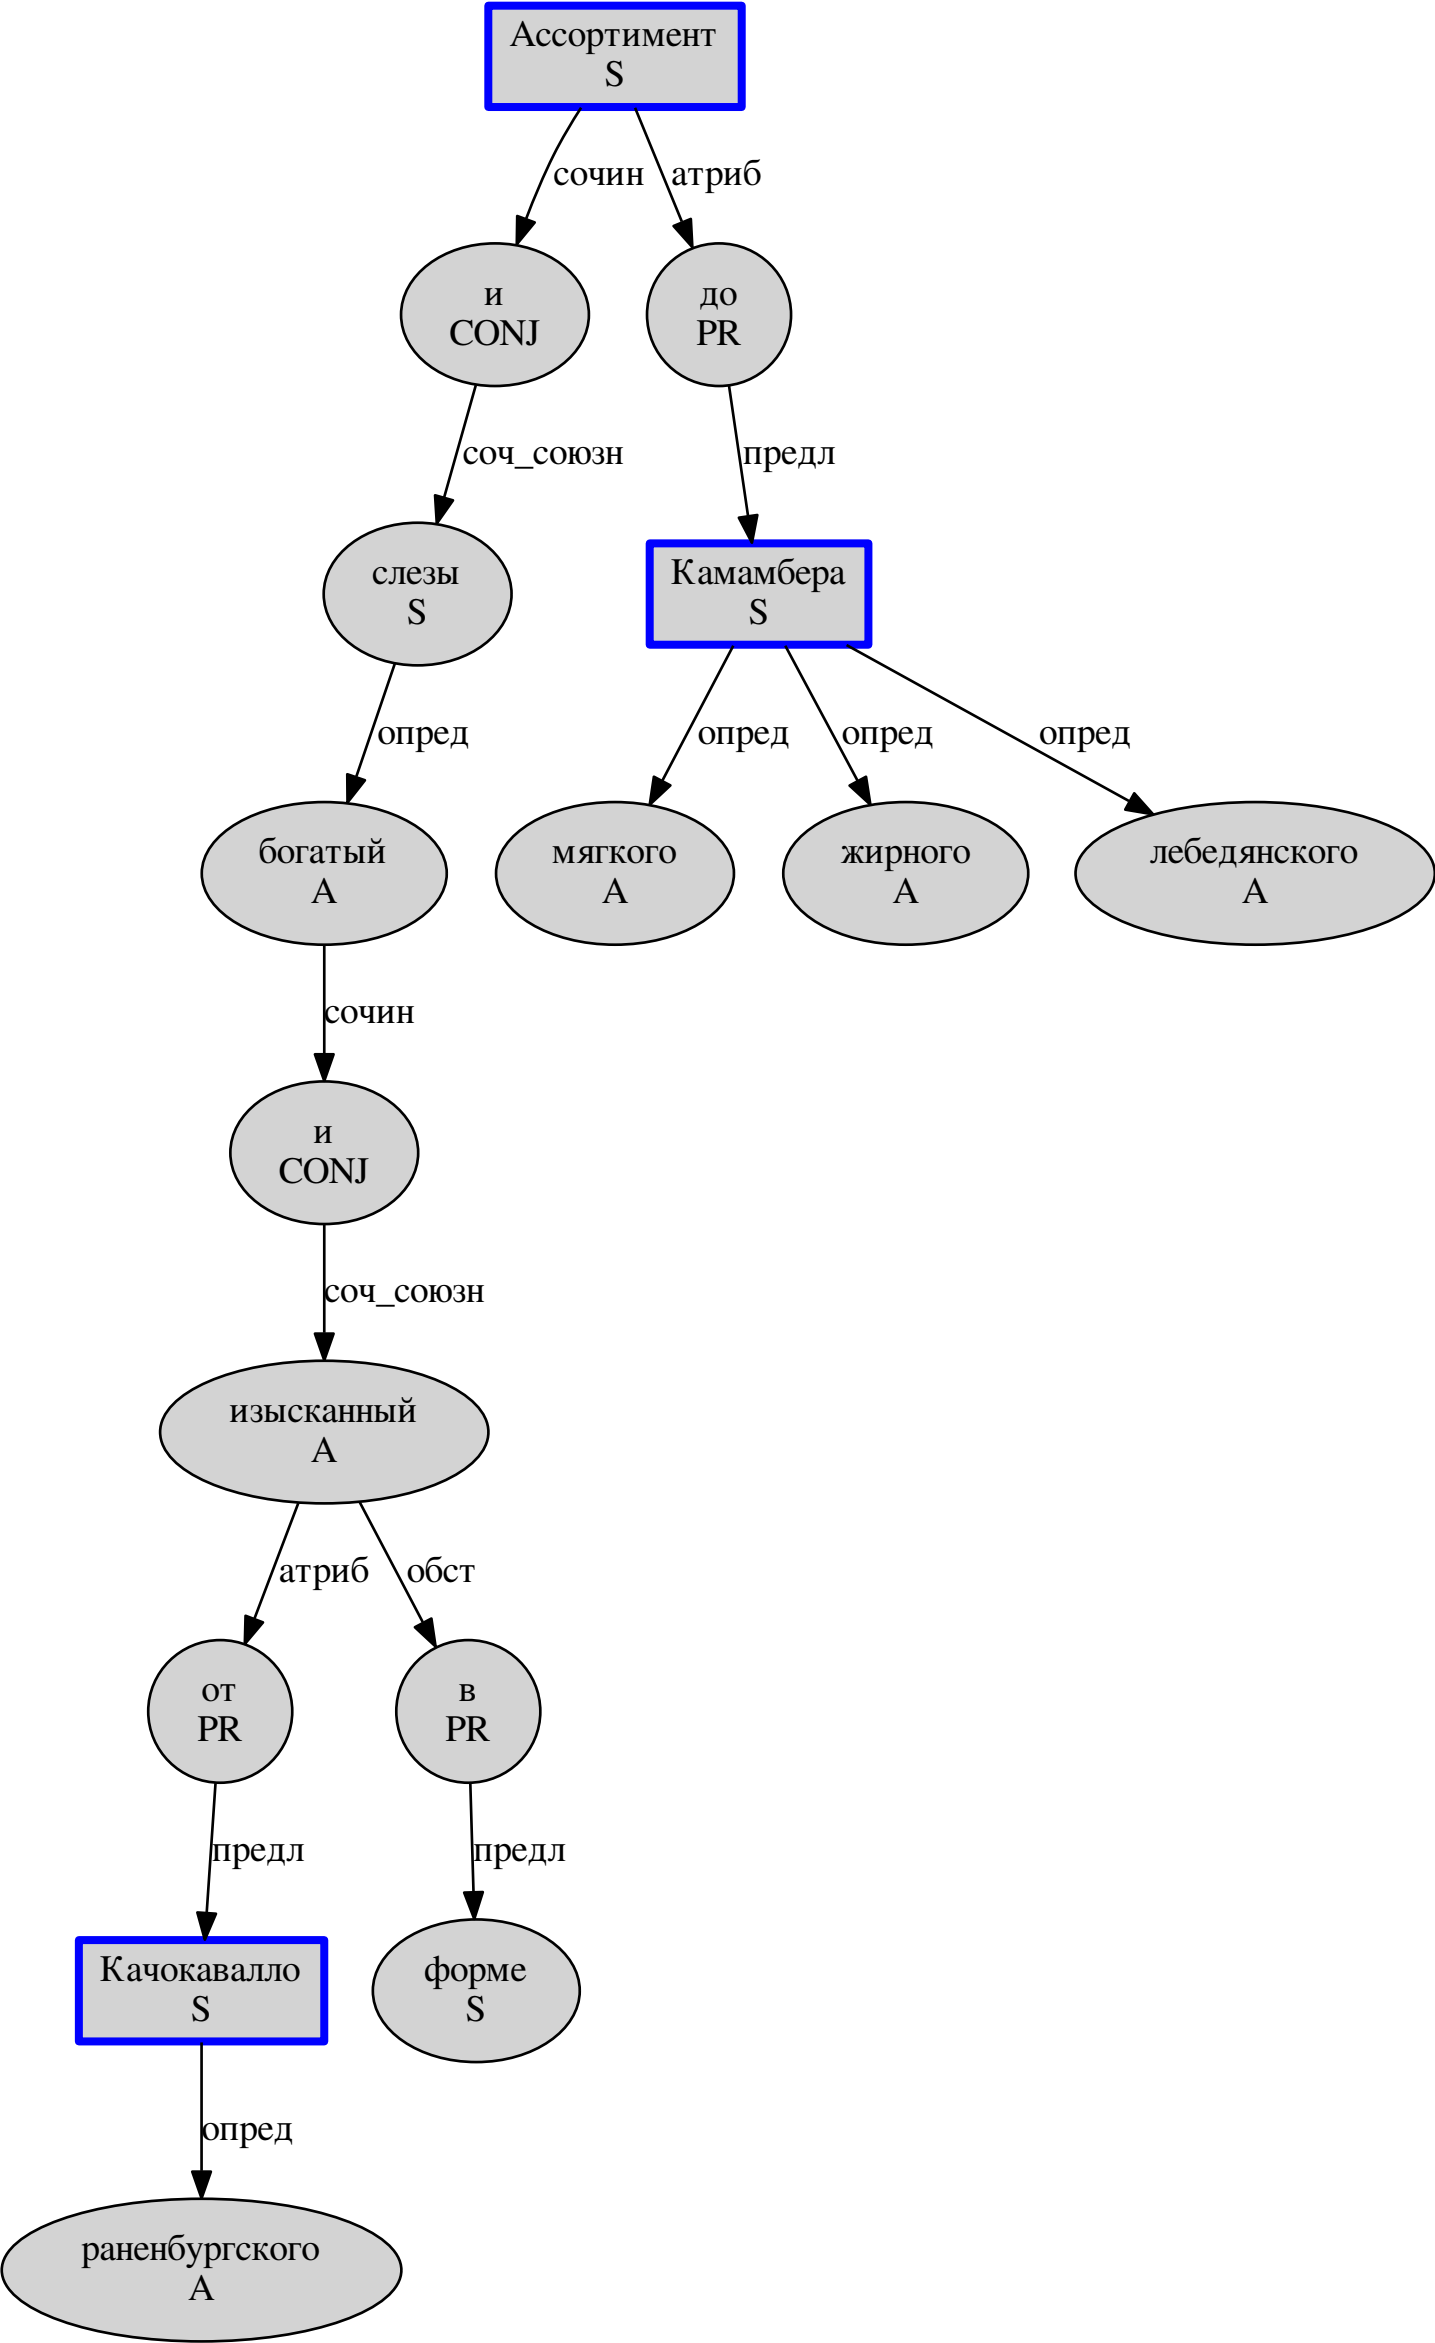 Ассортимент
S
сочин
атриб
и
CONJ
до
PR
соч_союзн
предл
слезы
S
Камамбера
S
опред
опред
опред
опред
богатый
A
мягкого
A
жирного
A
лебедянского
A
сочин
и
CONJ
соч_союзн
изысканный
A
атриб
обст
от
PR
в
PR
предл
предл
Качокавалло
S
форме
S
опред
раненбургского
A